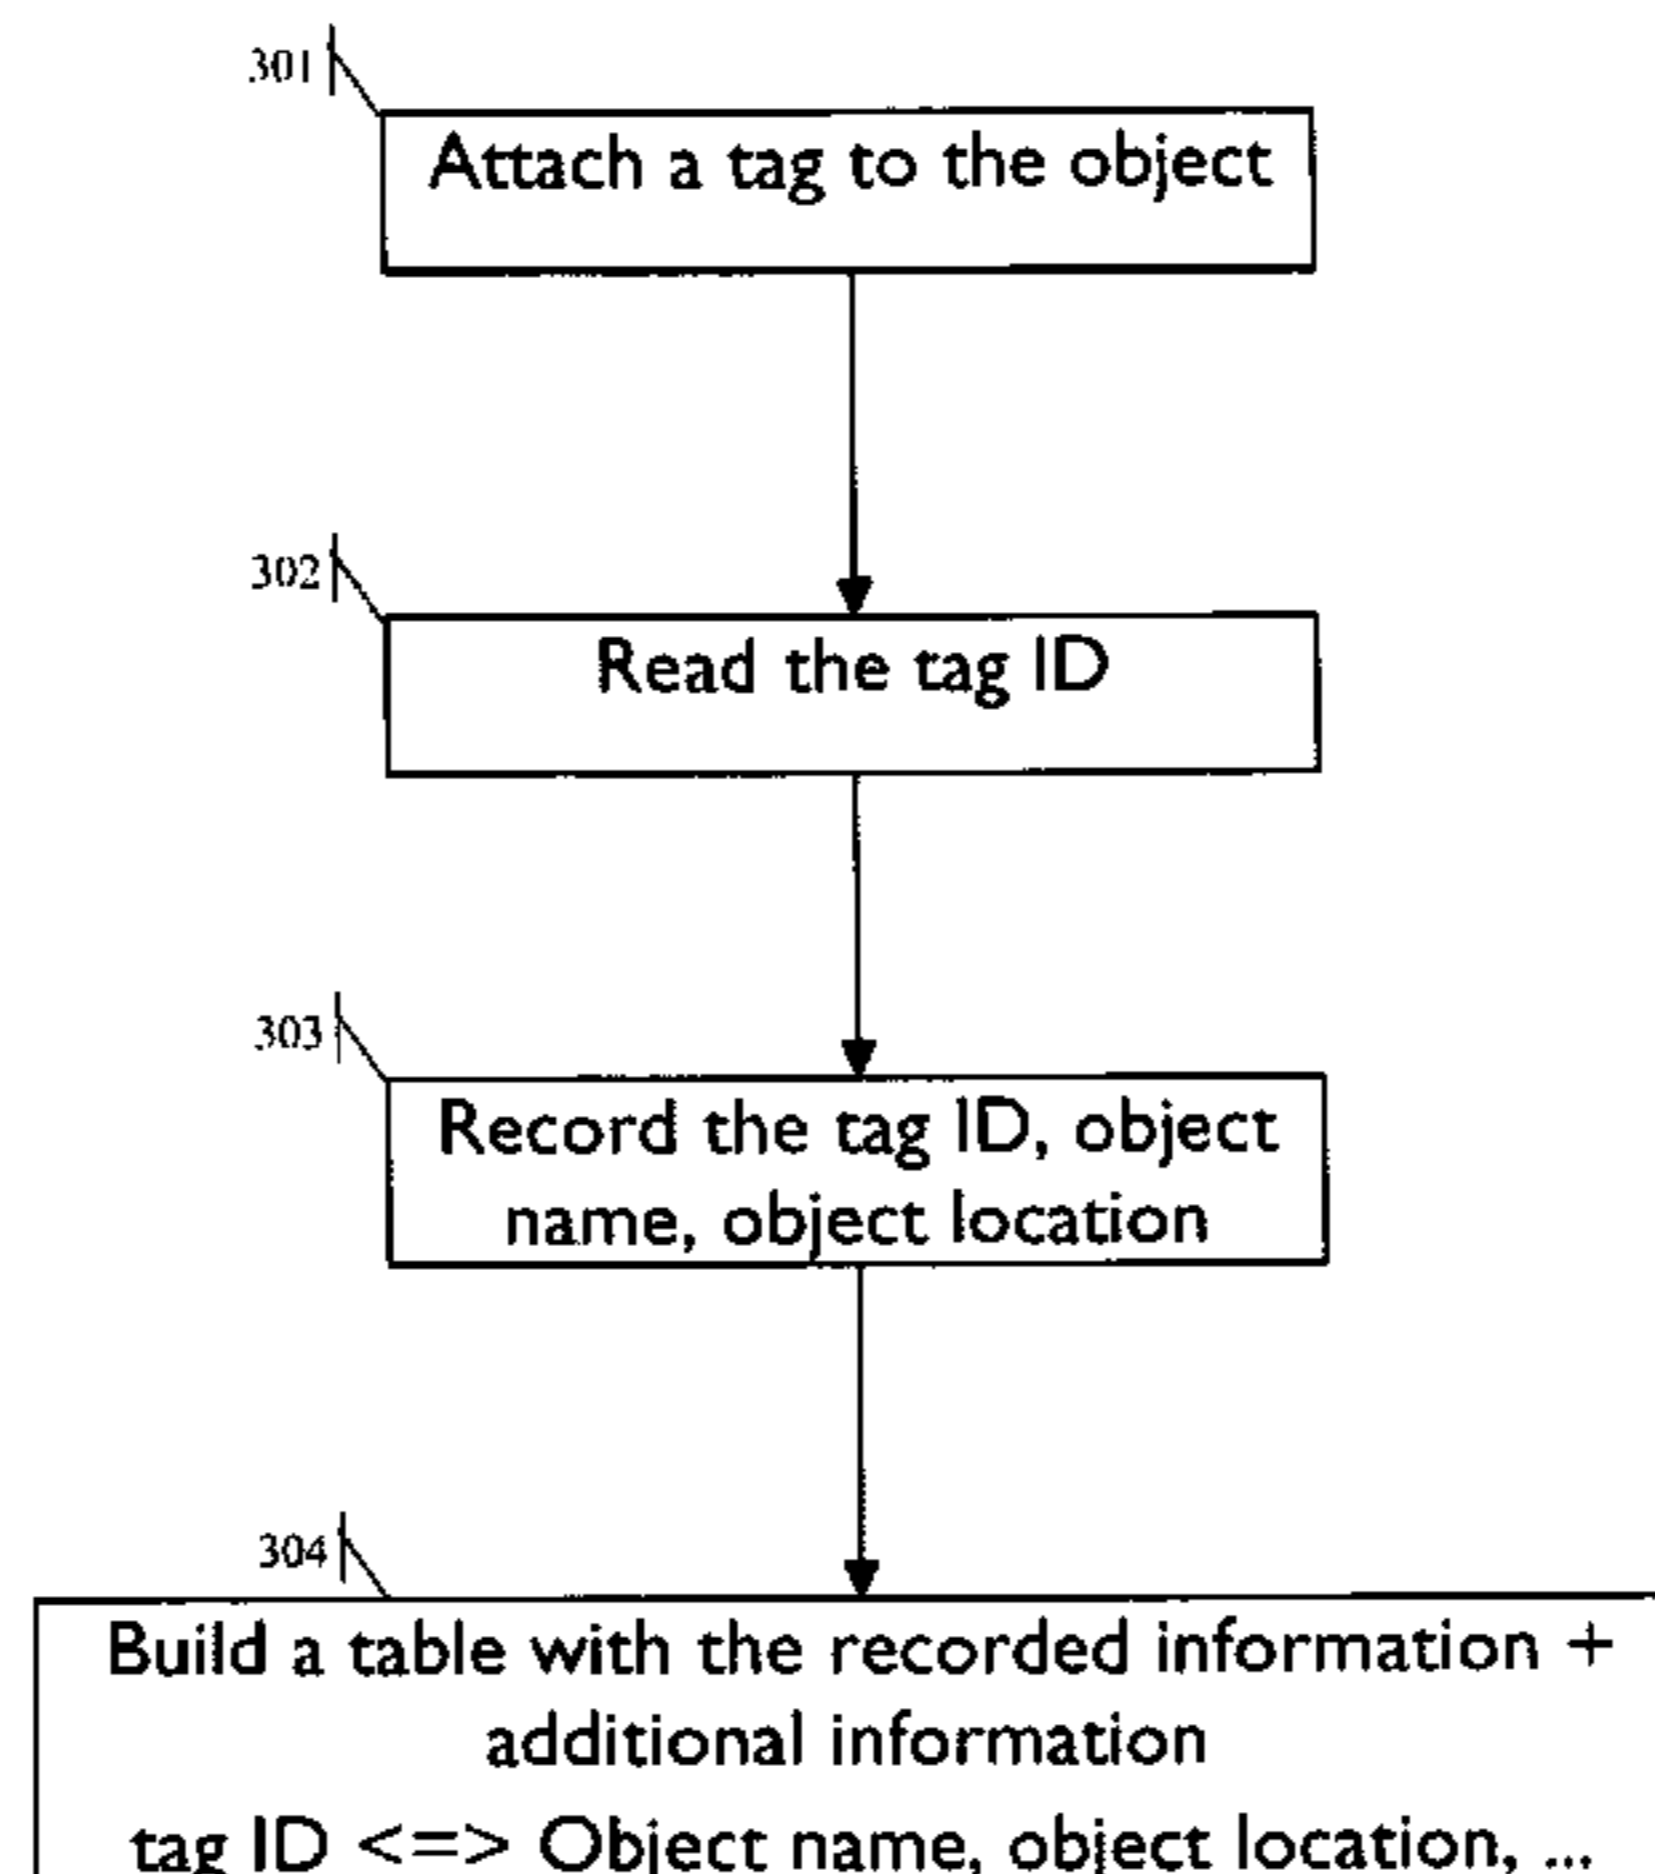 301
Attach a tag to the object
302
Read the tag ID
303
Record the tag ID, object
name, object location
304
Build a table with the recorded information +
additional information
tag ID <=> Object name, object location, ...